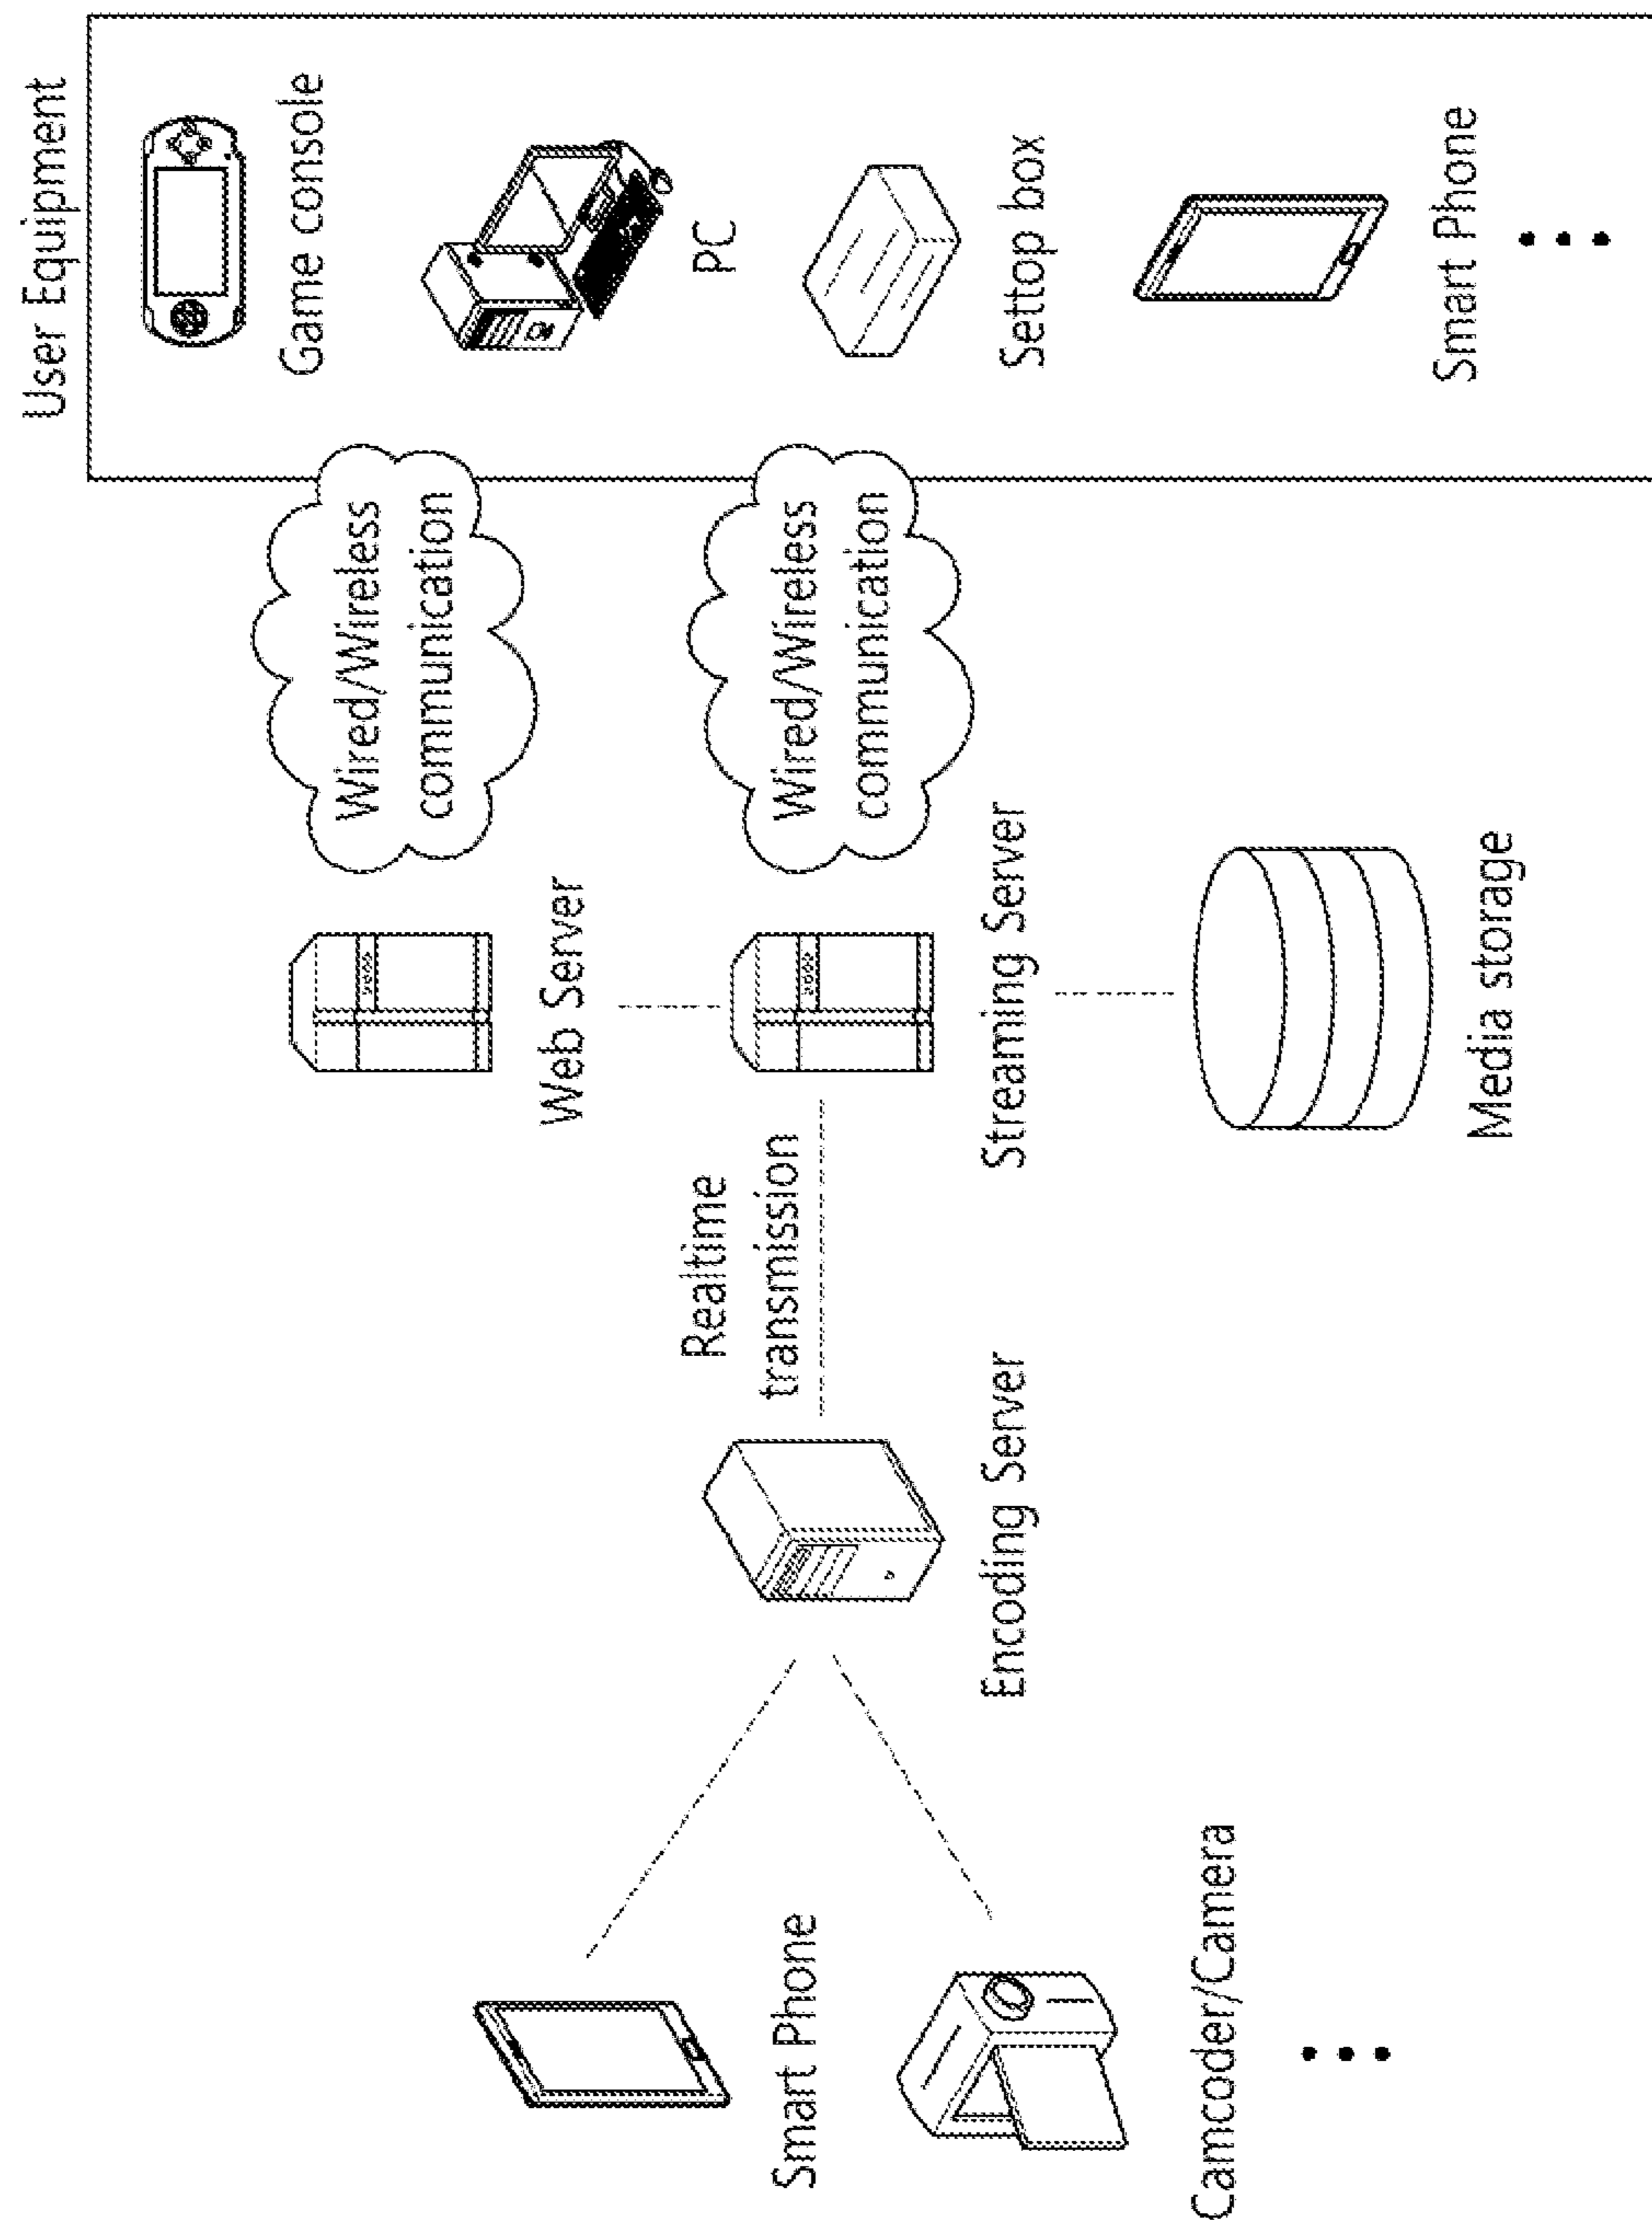 Smart Phone
Camcoder/Camera
Encoding Server
Realtime
transmission
Web Server
Streaming Server
Media storage
Wired/Wireless
communication
Wired/Wireless
communication
User Equipment
Game console
PC
Settop box
Smart Phone